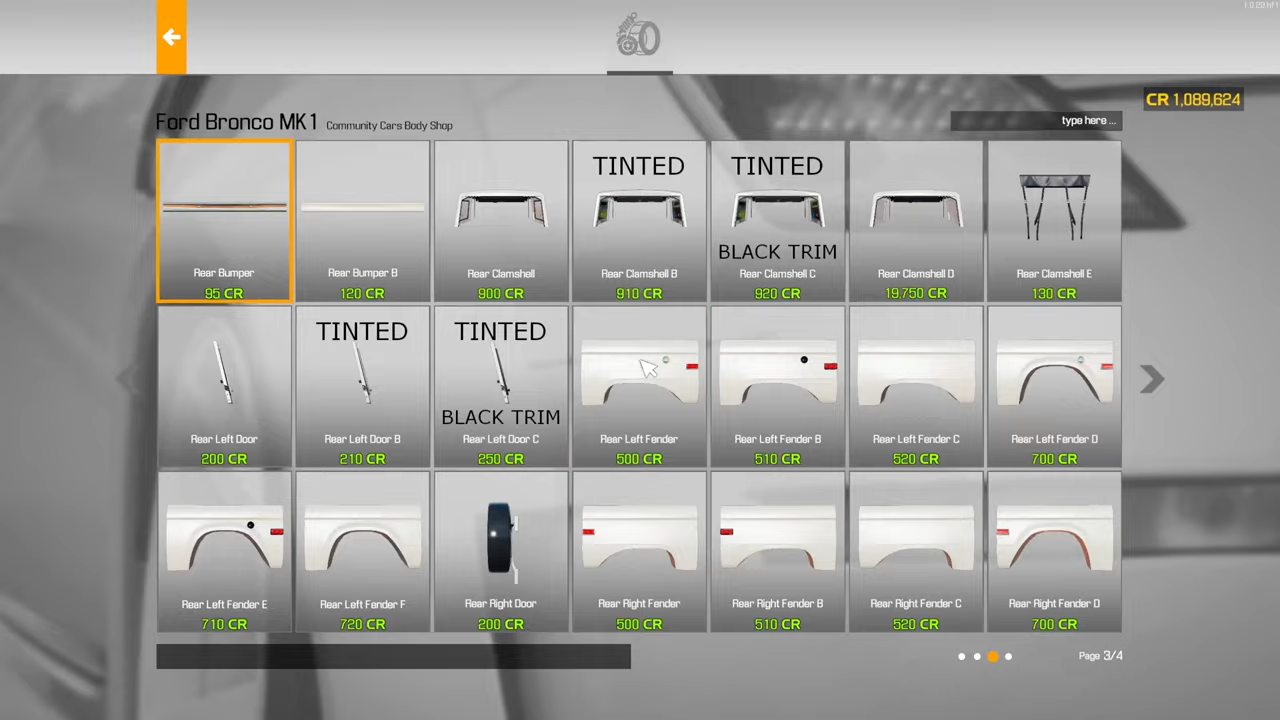 1.0.29.hf1
CR 1,089,624
Ford Bronco MK1 Community Cars Body Shop
type here ...
Rear Bumper
95 CR
Rear Bumper B
120 CR
Rear Clamshell
900 CR
TINTED
Rear Clamshell B
910 CR
TINTED
BLACK TRIM
Rear Clamshell C
920 CR
Rear Clamshell D
19,750 CR
Rear Clamshell E
130 CR
Rear Left Door
200 CR
TINTED
Rear Left Door B
210 CR
TINTED
BLACK TRIM
Rear Left Door C
250 CR
Rear Left Fender
500 CR
Rear Left Fender B
510 CR
Rear Left Fender C
520 CR
Rear Left Fender D
700 CR
Rear Left Fender E
710 CR
Rear Left Fender F
720 CR
Rear Right Door
200 CR
Rear Right Fender
500 CR
Rear Right Fender B
510 CR
Rear Right Fender C
520 CR
Rear Right Fender D
700 CR
Page 3/4